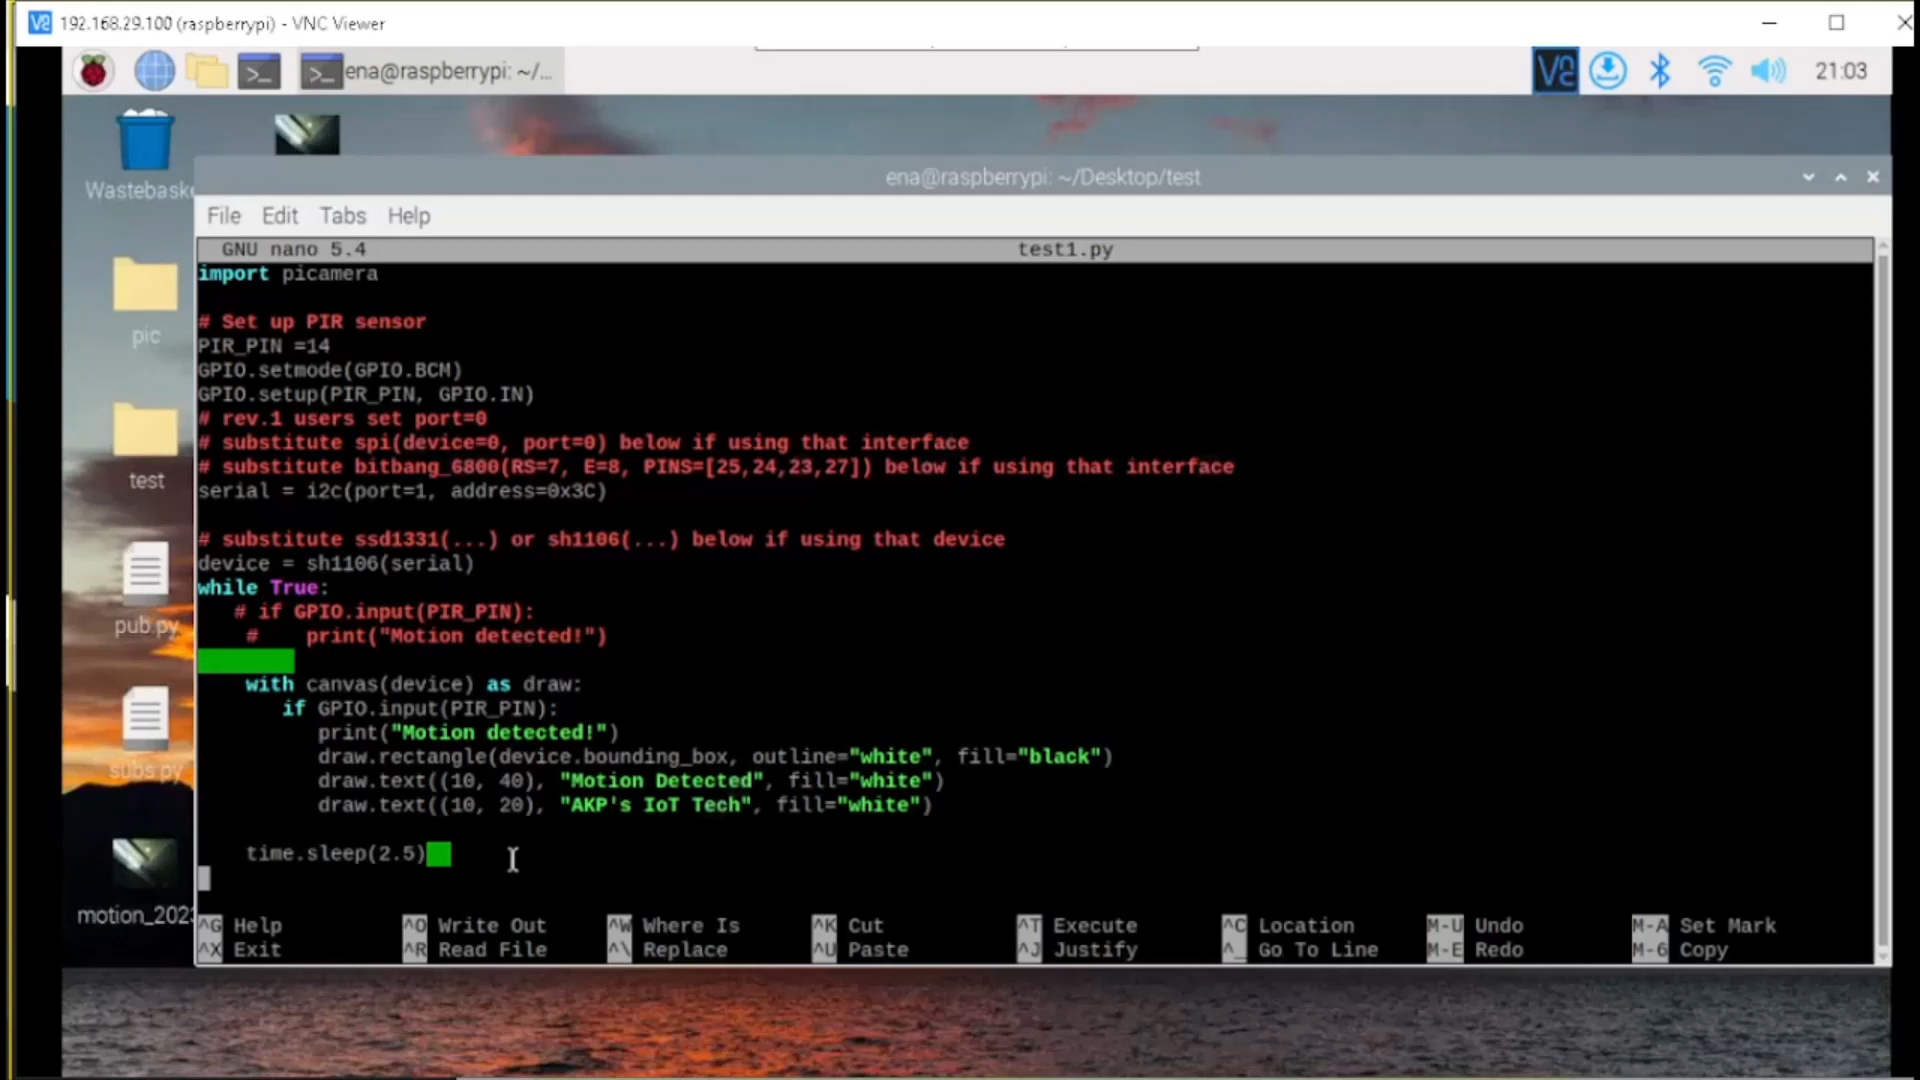 192.168.29.100 (raspberrypi) - VNC Viewer
ena@raspberrypi: ~/...
21:03
Wastebaske
pic
test
pub.py
subs.py
motion_202
ena@raspberrypi: ~/Desktop/test
File Edit Tabs Help
GNU nano 5.4 test1.py
import picamera
# Set up PIR sensor
PIR_PIN =14
GPIO.setmode(GPIO.BCM)
GPIO.setup(PIR_PIN, GPIO.IN)
# rev.1 users set port=0
# substitute spi(device=0, port=0) below if using that interface
# substitute bitbang_6800(RS=7, E=8, PINS=[25,24,23,27]) below if using that interface
serial = i2c(port=1, address=0x3C)
# substitute ssd1331(...) or sh1106(...) below if using that device
device = sh1106(serial)
while True:
# if GPIO.input(PIR_PIN):
# print("Motion detected!")
with canvas(device) as draw:
if GPIO.input(PIR_PIN):
print("Motion detected!")
draw.rectangle(device.bounding_box, outline="white", fill="black")
draw.text((10, 40), "Motion Detected", fill="white")
draw.text((10, 20), "AKP's IoT Tech", fill="white")
time.sleep(2.5)
^G Help ^O Write Out ^W Where Is ^K Cut ^T Execute ^C Location M-U Undo M-A Set Mark
^X Exit ^R Read File ^\ Replace ^U Paste ^J Justify ^_ Go To Line M-E Redo M-6 Copy